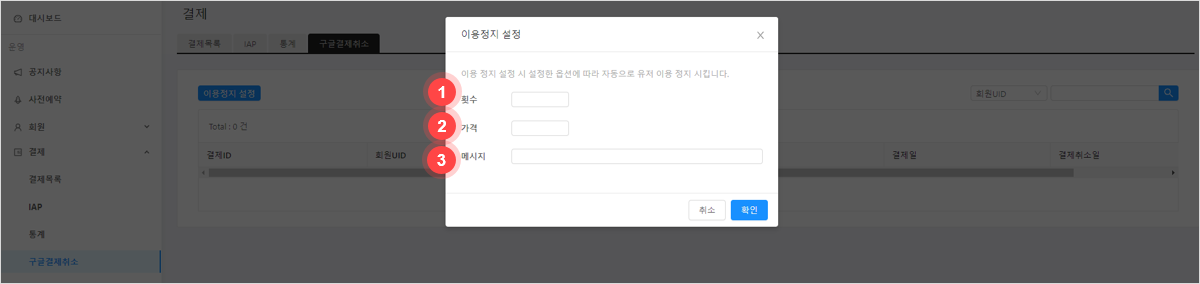 대시보드
운영
공지사항
사전예약
회원
결제
결제목록
IAP
통계
구글결제취소
결제
결제목록 IAP 통계 구글결제취소
이용정지 설정
회원UID
Total : 0 건
결제ID 회원UID 결제일 결제취소일
이용정지 설정
이용 정지 설정 시 설정한 옵션에 따라 자동으로 유저 이용 정지 시킵니다.
1 횟수
2 가격
3 메시지
취소 확인